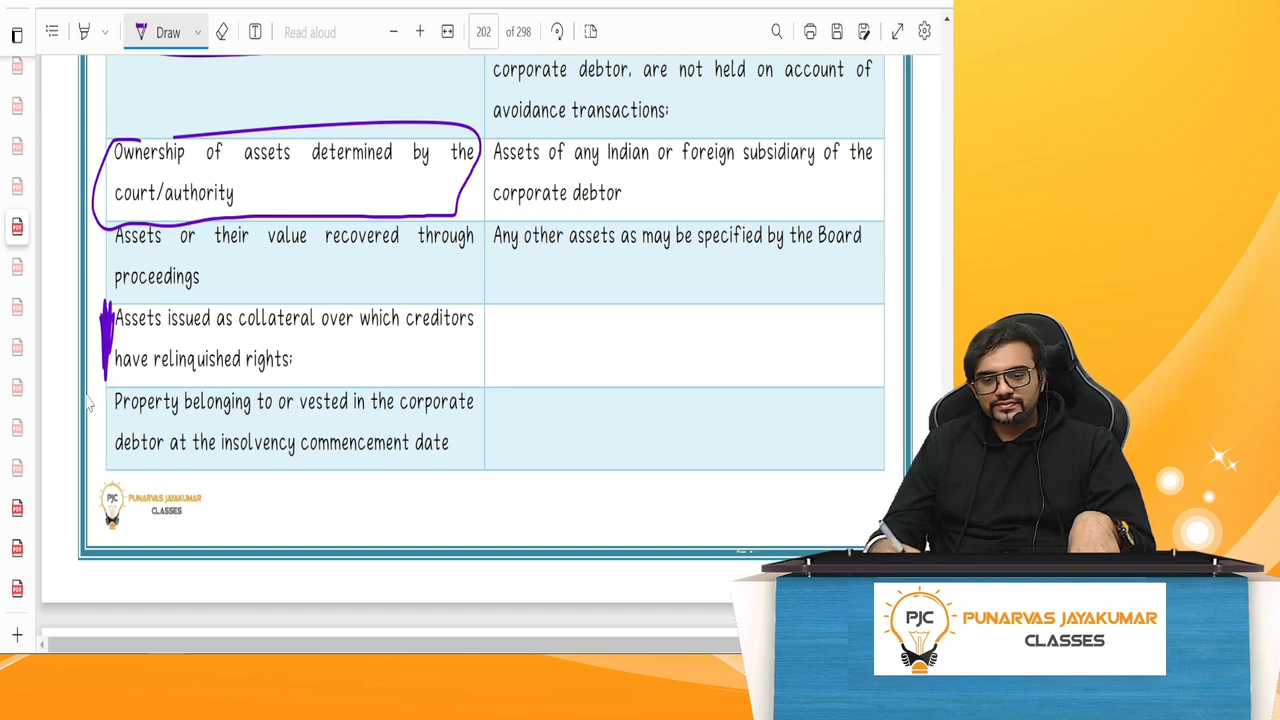 Draw
Read aloud
202
of 298
corporate debtor, are not held on account of
avoidance transactions;
Ownership of assets determined by the
court/authority
Assets of any Indian or foreign subsidiary of the
corporate debtor
Assets or their value recovered through
proceedings
Any other assets as may be specified by the Board
Assets issued as collateral over which creditors
have relinquished rights;
Property belonging to or vested in the corporate
debtor at the insolvency commencement date
PJC
PUNARVAS JAYAKUMAR
CLASSES
PJC
PUNARVAS JAYAKUMAR
CLASSES